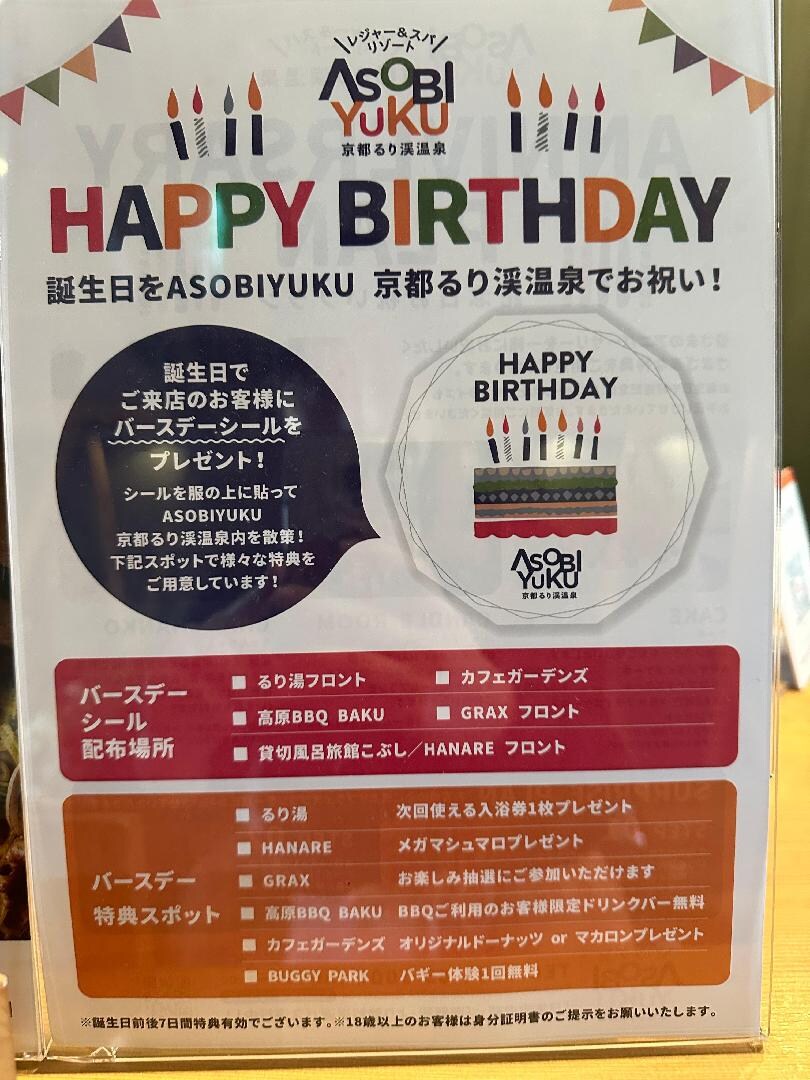 レジャー&スパ
リゾート
ASOBI
YUKU
京都るり渓温泉
HAPPY BIRTHDAY
誕生日をASOBIYUKU 京都るり渓温泉でお祝い!
誕生日で
ご来店のお客様に
バースデーシールを
プレゼント!
シールを服の上に貼って
ASOBIYUKU
京都るり渓温泉内を散策!
下記スポットで様々な特典を
ご用意しています!
HAPPY
BIRTHDAY
ASOBI
YUKU
京都るり渓温泉
バースデー
シール
配布場所
■ るり湯フロント ■ カフェガーデンズ
■ 高原BBQ BAKU ■ GRAX フロント
■ 貸切風呂旅館こぶし/HANARE フロント
バースデー
特典スポット
■ るり湯 次回使える入浴券1枚プレゼント
■ HANARE メガマシュマロプレゼント
■ GRAX お楽しみ抽選にご参加いただけます
■ 高原BBQ BAKU BBQご利用のお客様限定ドリンクバー無料
■ カフェガーデンズ オリジナルドーナッツ or マカロンプレゼント
■ BUGGY PARK バギー体験1回無料
※誕生日前後7日間特典有効でございます。※18歳以上のお客様は身分証明書のご提示をお願いいたします。